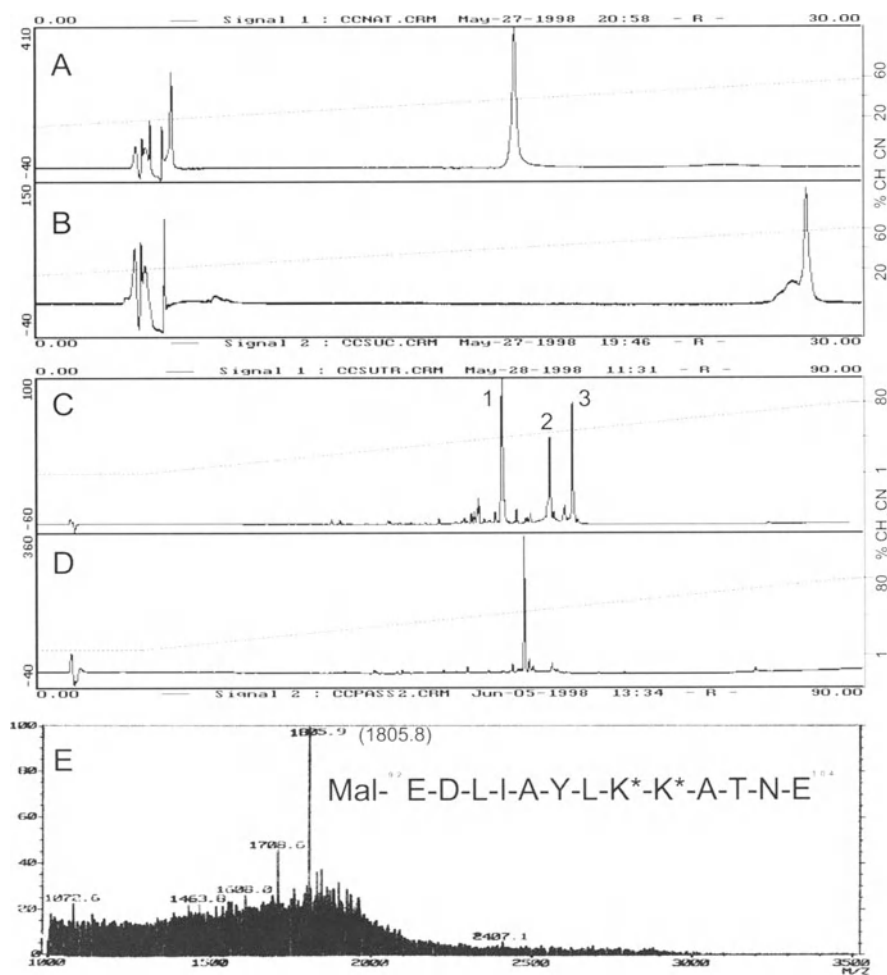 0.00 Signal 1 : CCNAT.CRM May-27-1998 20:58 - R - 30.00
410
A
-40
60
20
% CH CN
150
B
-40
60
20
0.00 Signal 2 : CCSUC.CRM May-27-1998 19:46 - R - 30.00
0.00 Signal 1 : CCSUTR.CRM May-28-1998 11:31 - R - 90.00
100
C
1
2
3
-60
80
1
% CH CN
360
D
-40
80
1
0.00 Signal 2 : CCPASS2.CRM Jun-05-1998 13:34 - R - 90.00
100
E
1805.9 (1805.8)
Mal-92E-D-L-I-A-Y-L-K*-K*-A-T-N-E104
80
60
40
1708.6
1072.6
1463.8
1608.0
20
2407.1
0
1000 1500 2000 2500 3000 3500
M/Z